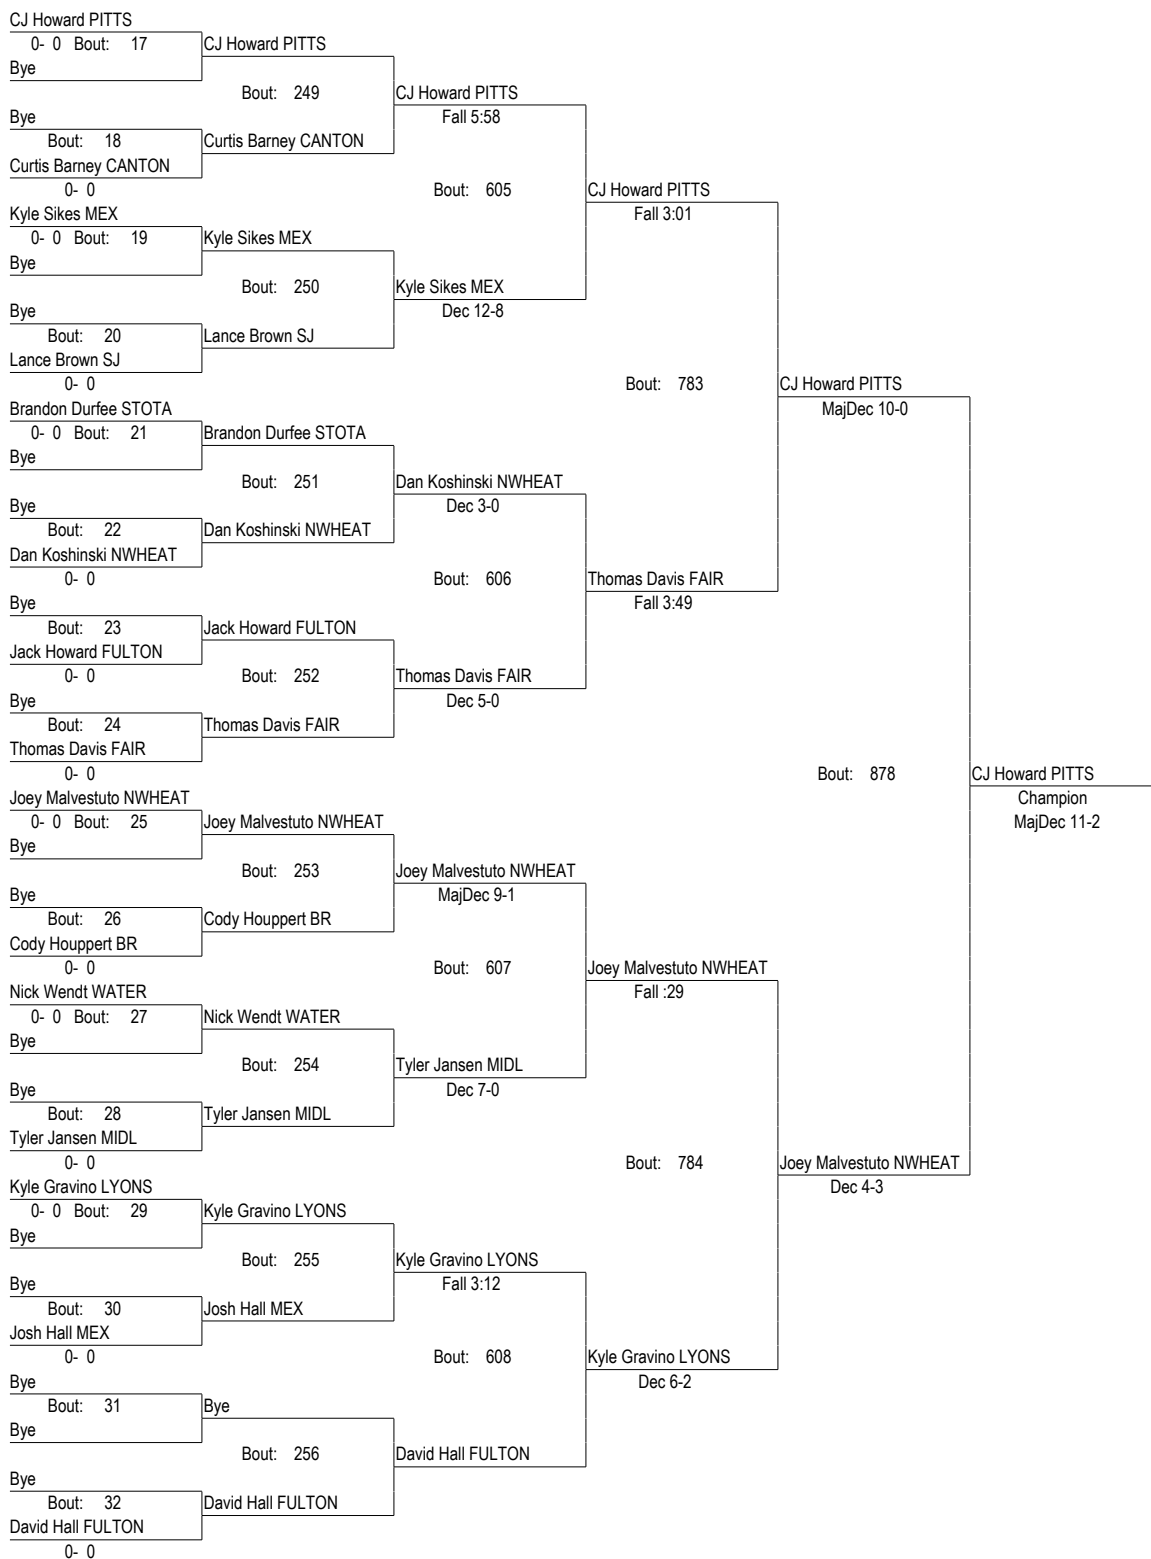 CJ Howard PITTS
0- 0 Bout: 17 CJ Howard PITTS
Bye
Bout: 249 CJ Howard PITTS
Bye Fall 5:58
Bout: 18 Curtis Barney CANTON
Curtis Barney CANTON
0- 0 Bout: 605 CJ Howard PITTS
Kyle Sikes MEX Fall 3:01
0- 0 Bout: 19 Kyle Sikes MEX
Bye
Bout: 250 Kyle Sikes MEX
Bye Dec 12-8
Bout: 20 Lance Brown SJ
Lance Brown SJ
0- 0 Bout: 783 CJ Howard PITTS
Brandon Durfee STOTA MajDec 10-0
0- 0 Bout: 21 Brandon Durfee STOTA
Bye
Bout: 251 Dan Koshinski NWHEAT
Bye Dec 3-0
Bout: 22 Dan Koshinski NWHEAT
Dan Koshinski NWHEAT
0- 0 Bout: 606 Thomas Davis FAIR
Bye Fall 3:49
Bout: 23 Jack Howard FULTON
Jack Howard FULTON
0- 0 Bout: 252 Thomas Davis FAIR
Bye Dec 5-0
Bout: 24 Thomas Davis FAIR
Thomas Davis FAIR
0- 0 Bout: 878 CJ Howard PITTS
Joey Malvestuto NWHEAT Champion
0- 0 Bout: 25 Joey Malvestuto NWHEAT MajDec 11-2
Bye
Bout: 253 Joey Malvestuto NWHEAT
Bye MajDec 9-1
Bout: 26 Cody Houppert BR
Cody Houppert BR
0- 0 Bout: 607 Joey Malvestuto NWHEAT
Nick Wendt WATER Fall :29
0- 0 Bout: 27 Nick Wendt WATER
Bye
Bout: 254 Tyler Jansen MIDL
Bye Dec 7-0
Bout: 28 Tyler Jansen MIDL
Tyler Jansen MIDL
0- 0 Bout: 784 Joey Malvestuto NWHEAT
Kyle Gravino LYONS Dec 4-3
0- 0 Bout: 29 Kyle Gravino LYONS
Bye
Bout: 255 Kyle Gravino LYONS
Bye Fall 3:12
Bout: 30 Josh Hall MEX
Josh Hall MEX
0- 0 Bout: 608 Kyle Gravino LYONS
Bye Dec 6-2
Bout: 31 Bye
Bye
Bout: 256 David Hall FULTON
Bye
Bout: 32 David Hall FULTON
David Hall FULTON
0- 0